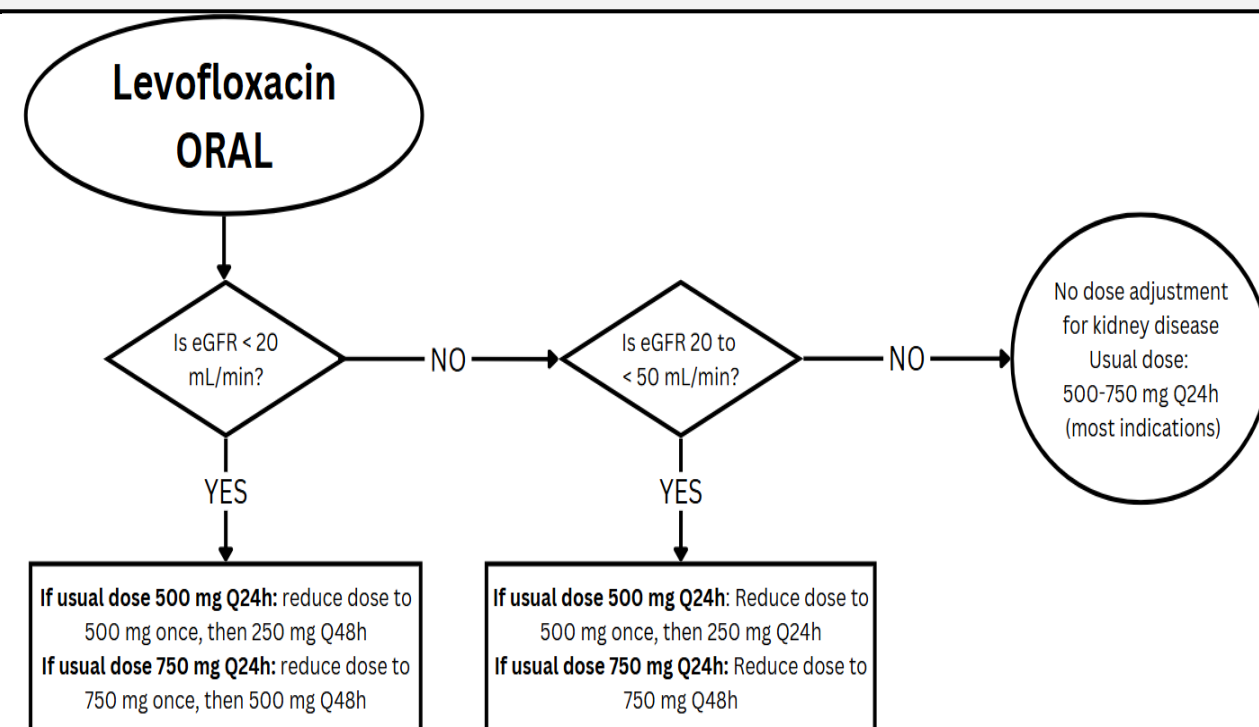 Levofloxacin
ORAL
Is eGFR < 20
mL/min?
NO
Is eGFR 20 to
< 50 mL/min?
NO
No dose adjustment
for kidney disease
Usual dose:
500-750 mg Q24h
(most indications)
YES
YES
If usual dose 500 mg Q24h: reduce dose to
500 mg once, then 250 mg Q48h
If usual dose 750 mg Q24h: reduce dose to
750 mg once, then 500 mg Q48h
If usual dose 500 mg Q24h: Reduce dose to
500 mg once, then 250 mg Q24h
If usual dose 750 mg Q24h: Reduce dose to
750 mg Q48h